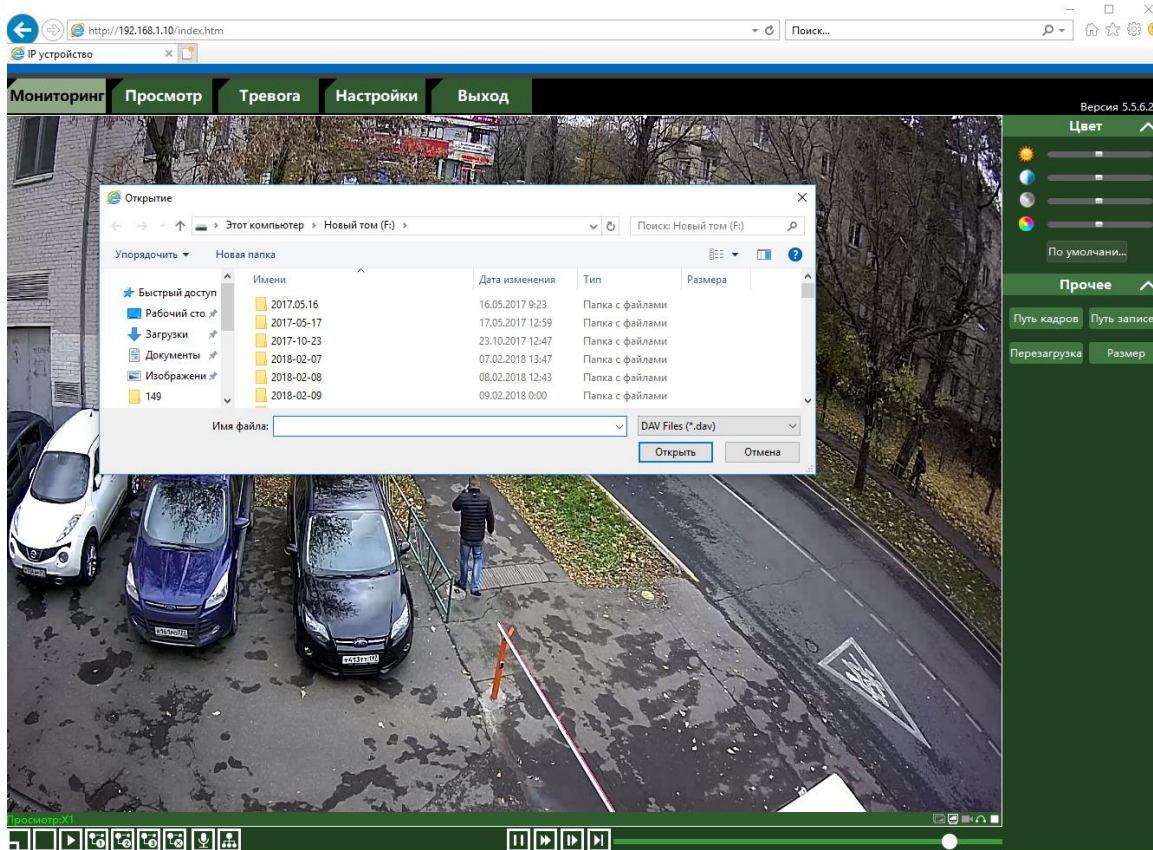 http://192.168.1.10/index.htm
Поиск...
IP устройство
Мониторинг Просмотр Тревога Настройки Выход
Версия 5.5.6.2
Цвет
По умолчани...
Прочее
Путь кадров Путь записе
Перезагрузка Размер
Открытие
Этот компьютер > Новый том (F:) >
Поиск: Новый том (F:)
Упорядочить Новая папка
Имени Дата изменения Тип Размера
Быстрый доступ
Рабочий сто.
Загрузки
Документы
Изображени
149
2017.05.16 16.05.2017 9:23 Папка с файлами
2017-05-17 17.05.2017 12:59 Папка с файлами
2017-10-23 23.10.2017 12:47 Папка с файлами
2018-02-07 07.02.2018 13:47 Папка с файлами
2018-02-08 08.02.2018 12:43 Папка с файлами
2018-02-09 09.02.2018 0:00 Папка с файлами
Имя файла:
DAV Files (*.dav)
Открыть Отмена
Просмотр:X1